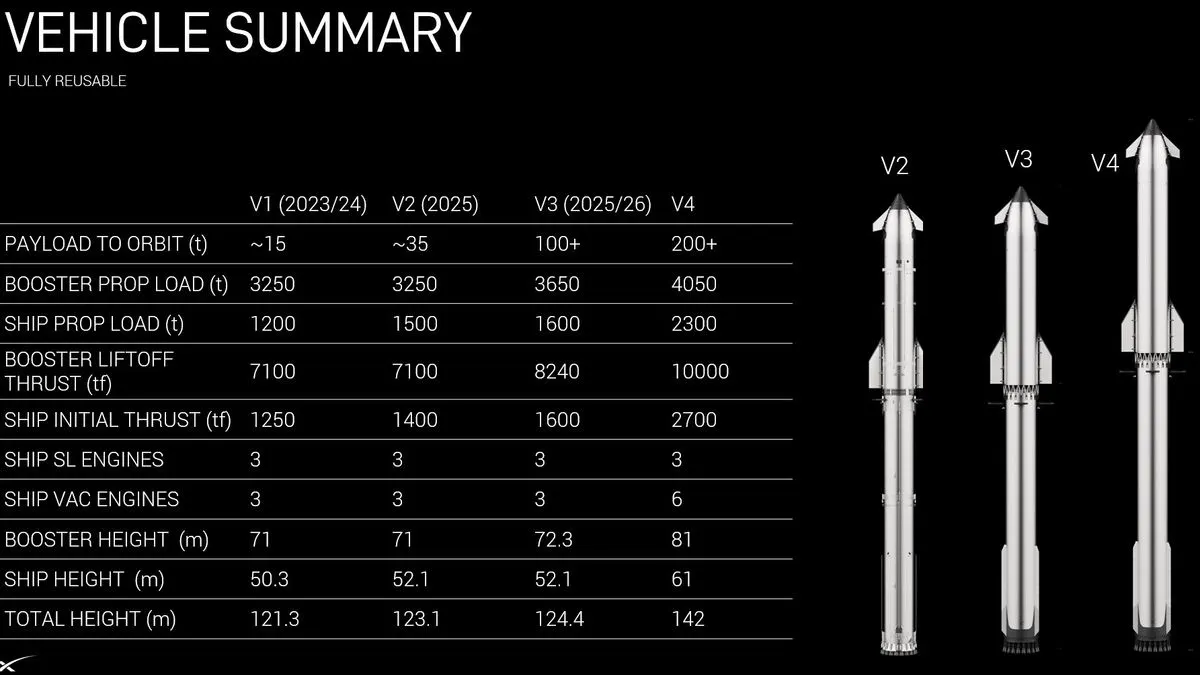 VEHICLE SUMMARY
FULLY REUSABLE
V1 (2023/24) V2 (2025) V3 (2025/26) V4
PAYLOAD TO ORBIT (t) ~15 ~35 100+ 200+
BOOSTER PROP LOAD (t) 3250 3250 3650 4050
SHIP PROP LOAD (t) 1200 1500 1600 2300
BOOSTER LIFTOFF
THRUST (tf) 7100 7100 8240 10000
SHIP INITIAL THRUST (tf) 1250 1400 1600 2700
SHIP SL ENGINES 3 3 3 3
SHIP VAC ENGINES 3 3 3 6
BOOSTER HEIGHT (m) 71 71 72.3 81
SHIP HEIGHT (m) 50.3 52.1 52.1 61
TOTAL HEIGHT (m) 121.3 123.1 124.4 142
V2 V3 V4
X